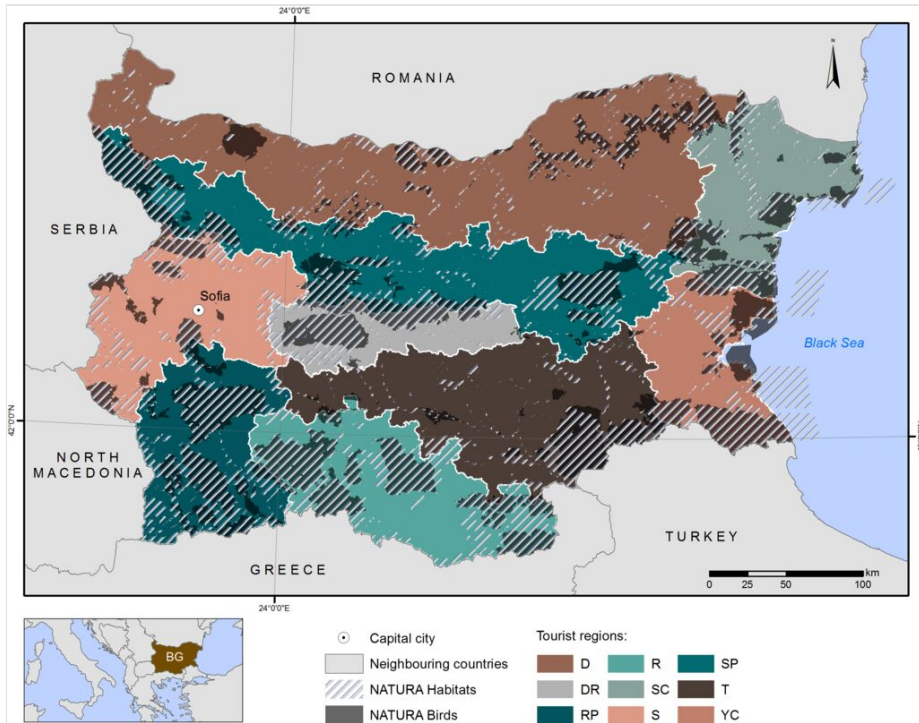 24°0'0"E
N
ROMANIA
SERBIA
Sofia
Black Sea
42°0'0"N
NORTH
MACEDONIA
TURKEY
GREECE
km
0 25 50 100
24°0'0"E
BG
Capital city
Neighbouring countries
NATURA Habitats
NATURA Birds
Tourist regions:
D R SP
DR SC T
RP S YC